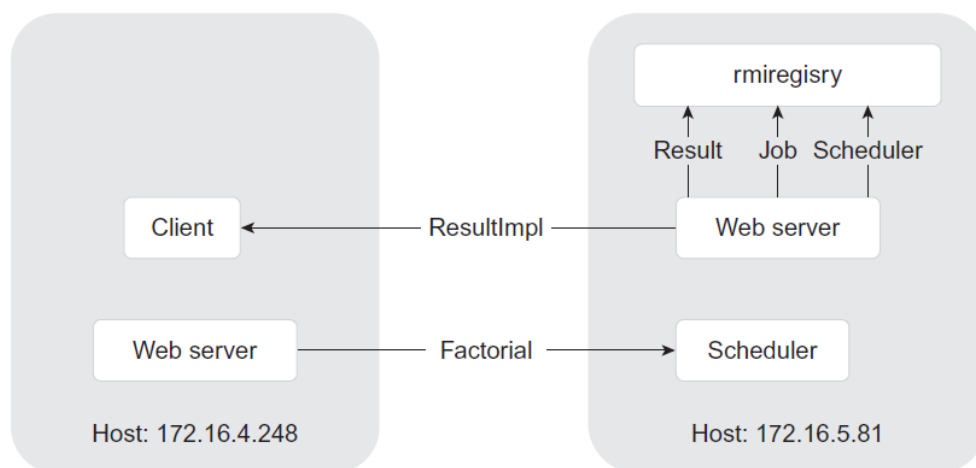 rmiregisry
Result Job Scheduler
Client
ResultImpl
Web server
Web server
Factorial
Scheduler
Host: 172.16.4.248
Host: 172.16.5.81